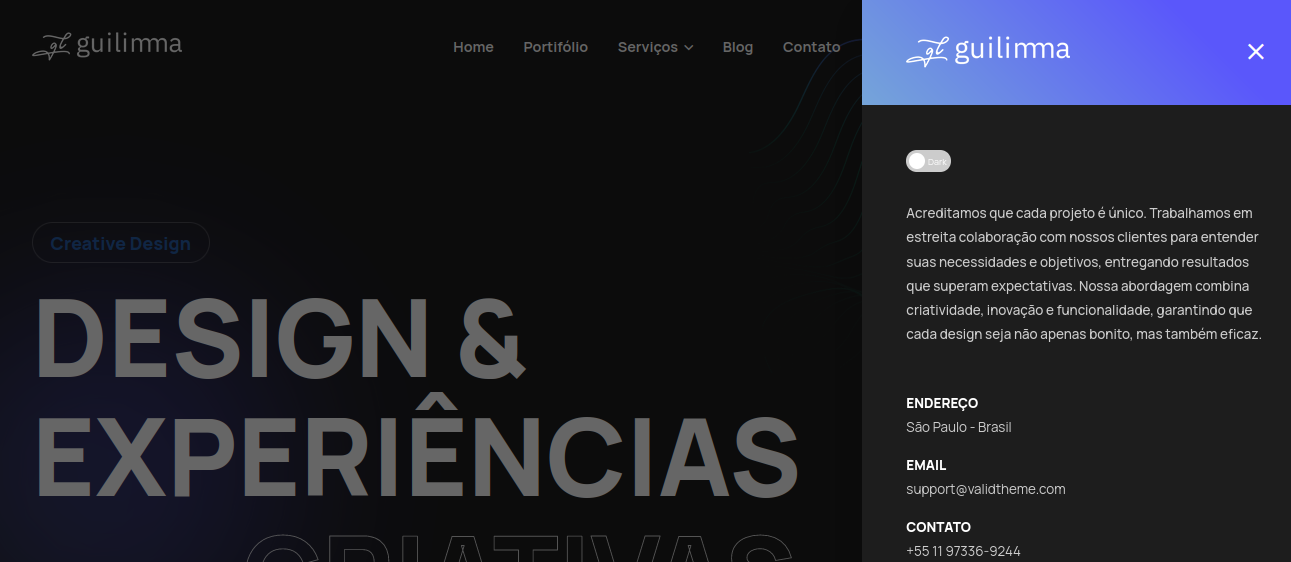 gl guilimma
Home Portifólio Serviços Blog Contato
Creative Design
DESIGN &
EXPERIÊNCIAS
CRIATIVAS
gl guilimma
Dark
Acreditamos que cada projeto é único. Trabalhamos em
estreita colaboração com nossos clientes para entender
suas necessidades e objetivos, entregando resultados
que superam expectativas. Nossa abordagem combina
criatividade, inovação e funcionalidade, garantindo que
cada design seja não apenas bonito, mas também eficaz.
ENDEREÇO
São Paulo - Brasil
EMAIL
support@validtheme.com
CONTATO
+55 11 97336-9244